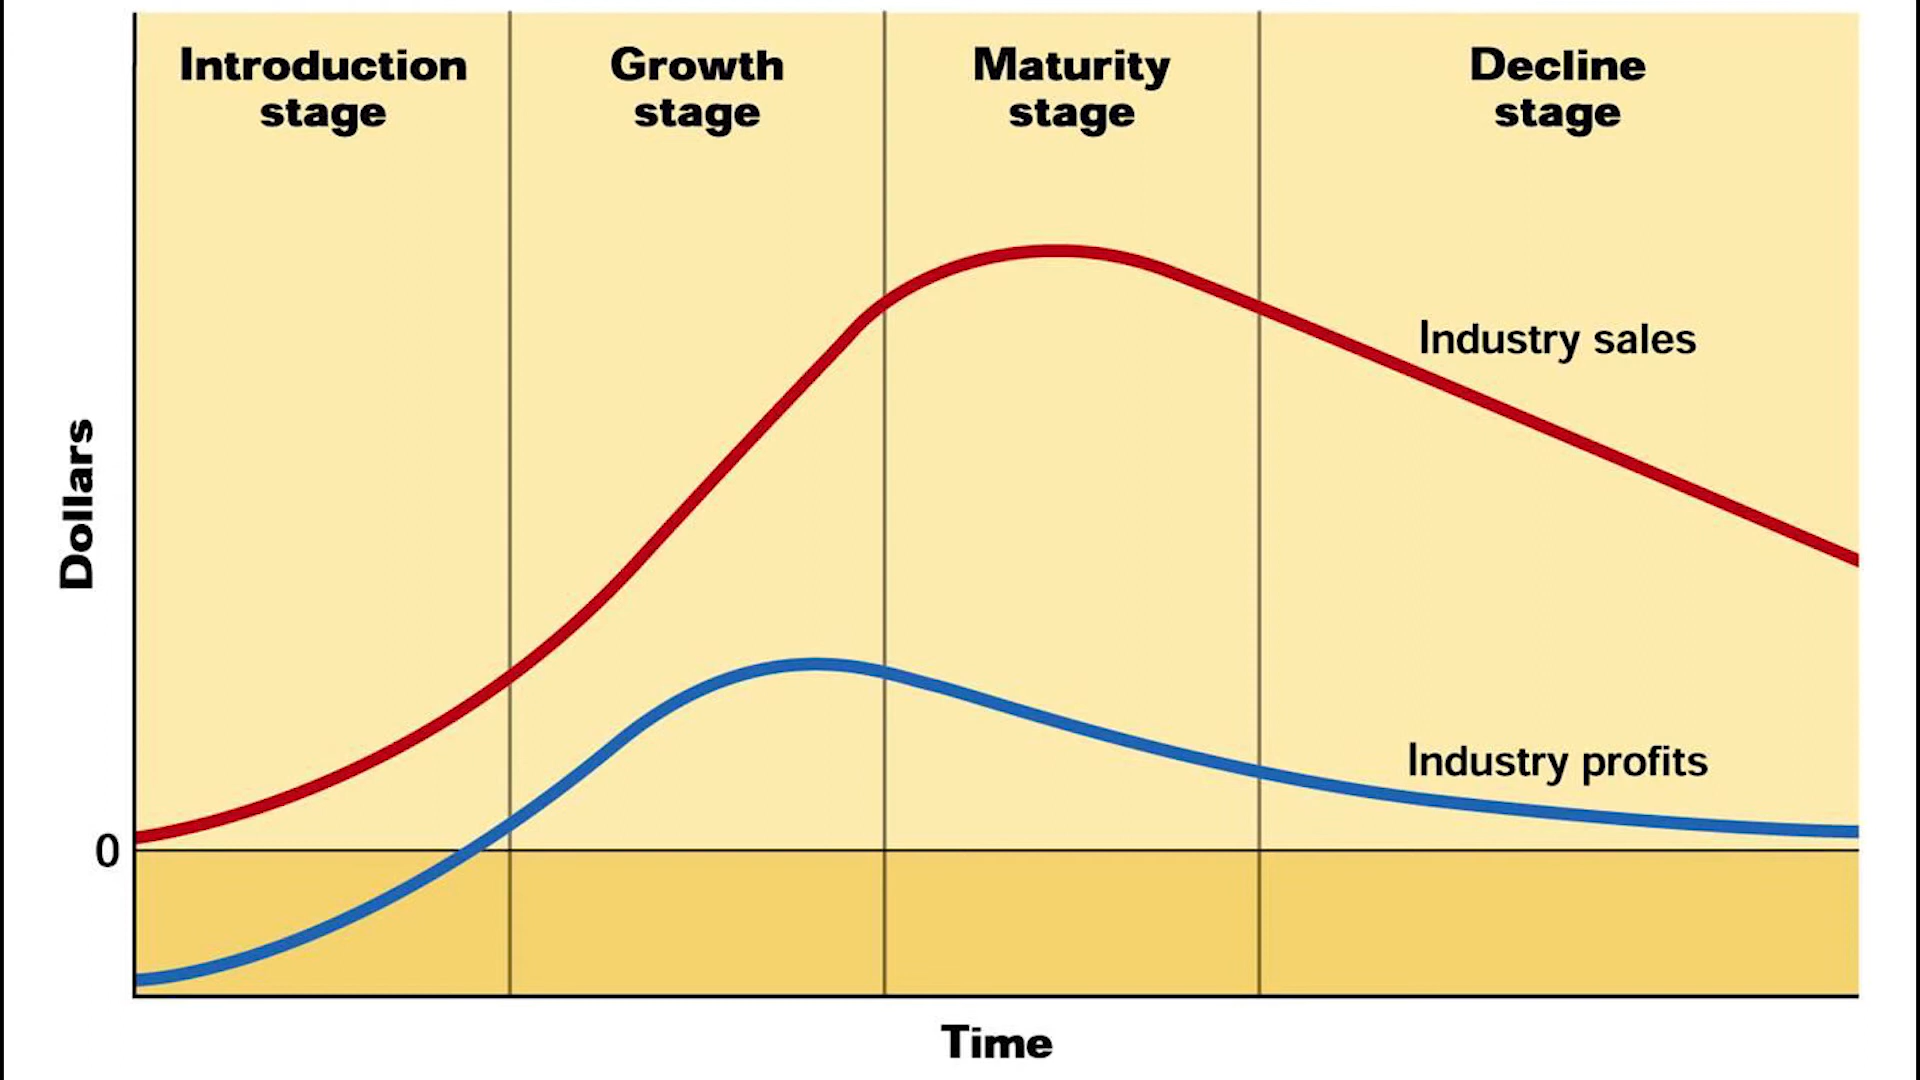 Introduction
stage
Growth
stage
Maturity
stage
Decline
stage
Industry sales
Dollars
Industry profits
0
Time